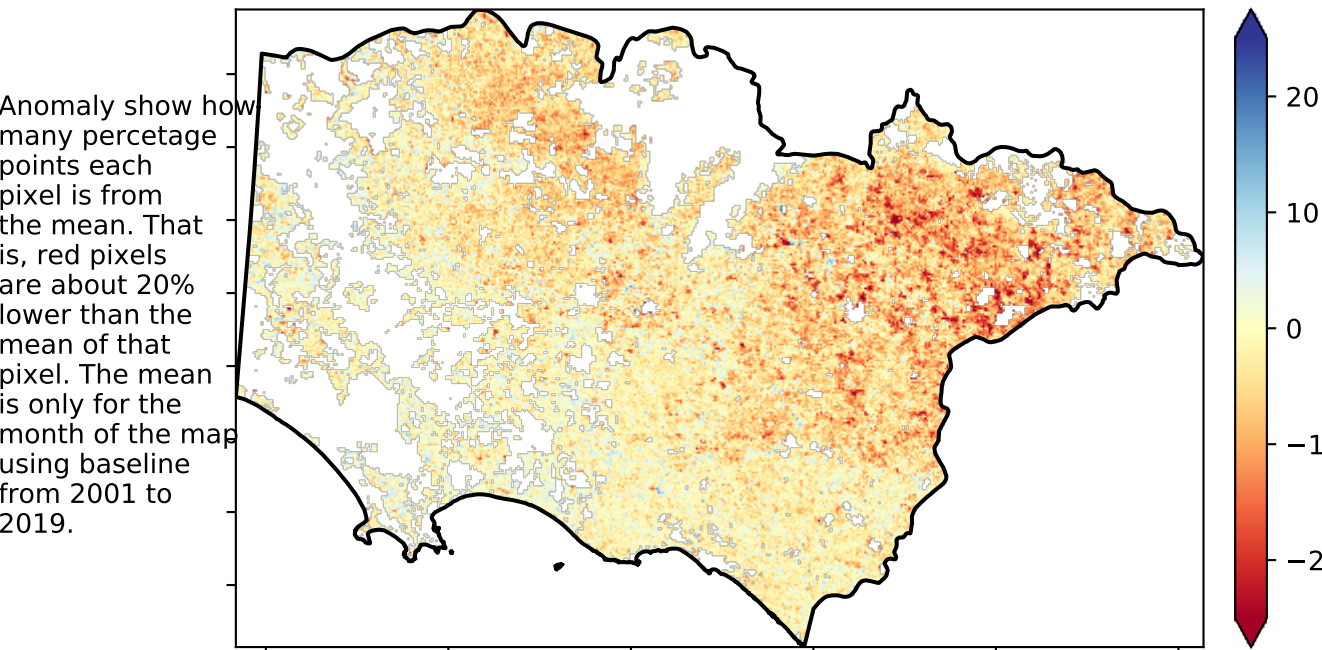 Anomaly show how
many percetage
points each
pixel is from
the mean. That
is, red pixels
are about 20%
lower than the
mean of that
pixel. The mean
is only for the
month of the map
using baseline
from 2001 to
2019.
20
10
0
−1
−2